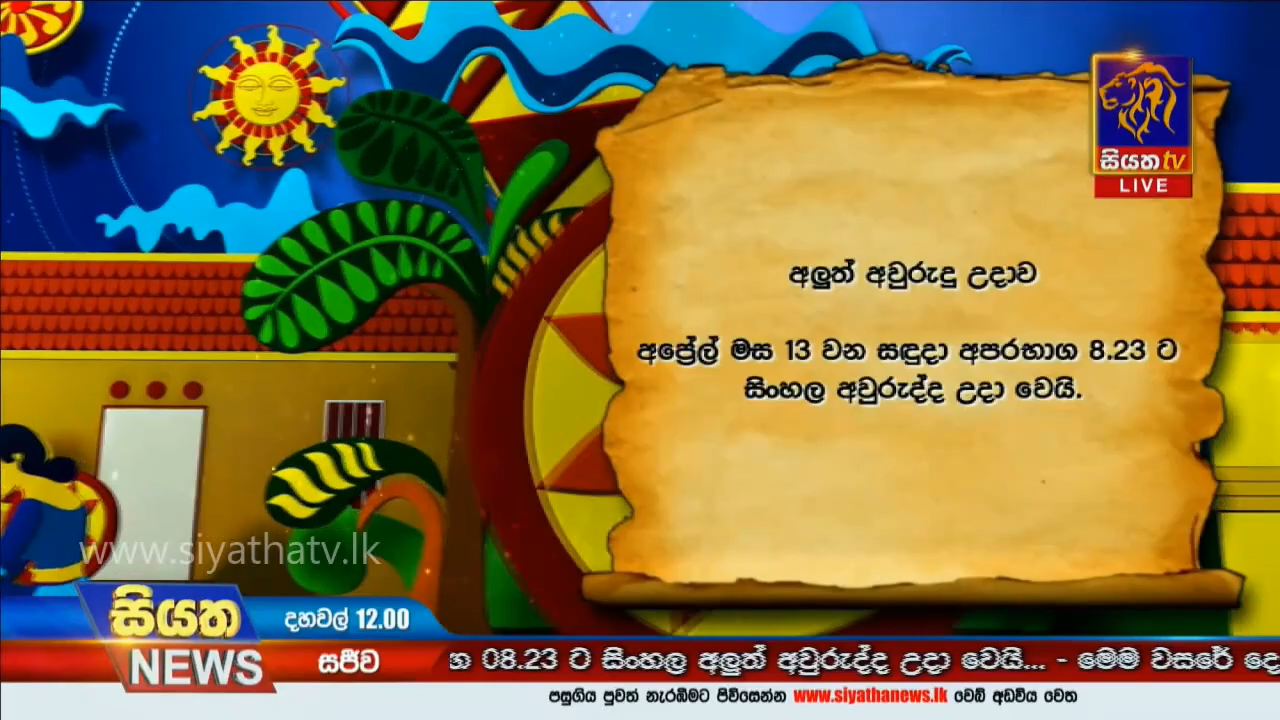 සියත tv
LIVE
අලුත් අවුරුදු උදාව
අප්‍රේල් මස 13 වන සඳුදා අපරභාග 8.23 ට
සිංහල අවුරුද්ද උදා වෙයි.
www.siyathatv.lk
සියත
NEWS
දහවල් 12.00
සජීව
ග 08.23 ට සිංහල අලුත් අවුරුද්ද උදා වෙයි... - මෙම වසරේ දෙ
පසුගිය පුවත් නැරඹීමට පිවිසෙන්න www.siyathanews.lk වෙබ් අඩවිය වෙත